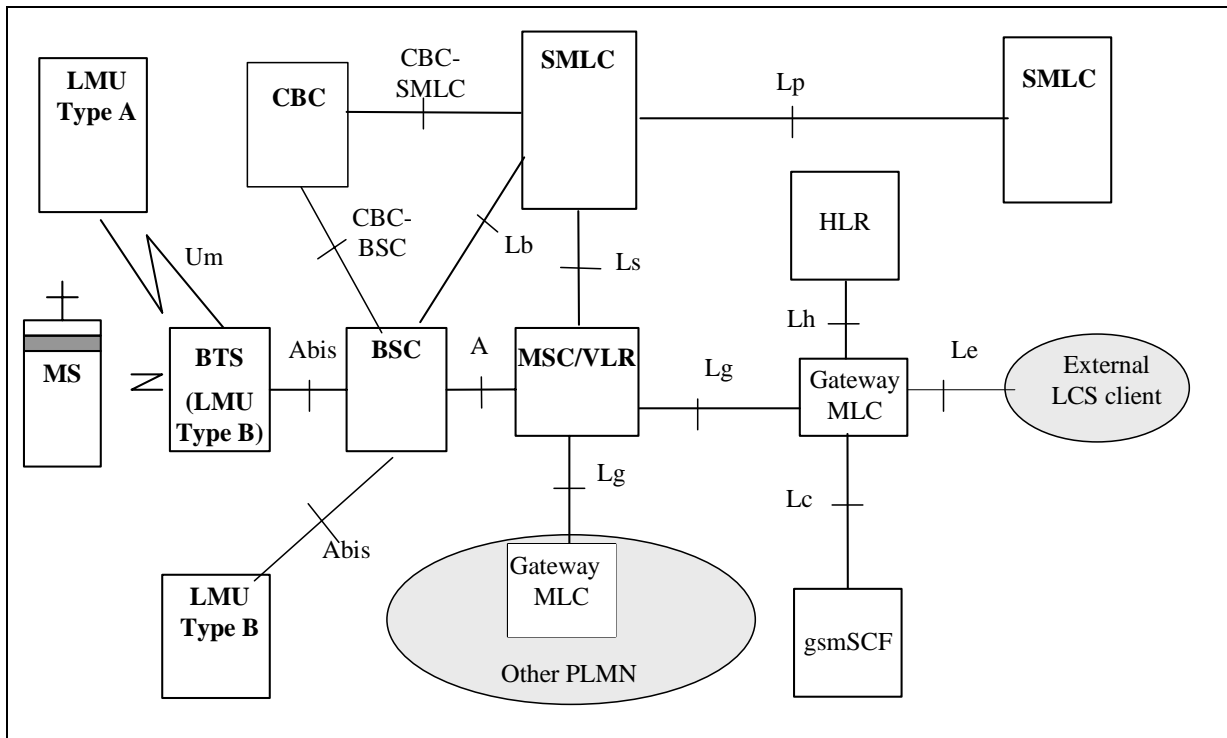 LMU
Type A
CBC
CBC-
SMLC
SMLC
Lp
SMLC
Um
CBC-
BSC
Lb
Ls
HLR
Lh
MS
BTS
(LMU
Type B)
Abis
BSC
A
MSC/VLR
Lg
Gateway
MLC
Le
External
LCS client
Lg
Lc
Abis
LMU
Type B
Gateway
MLC
Other PLMN
gsmSCF